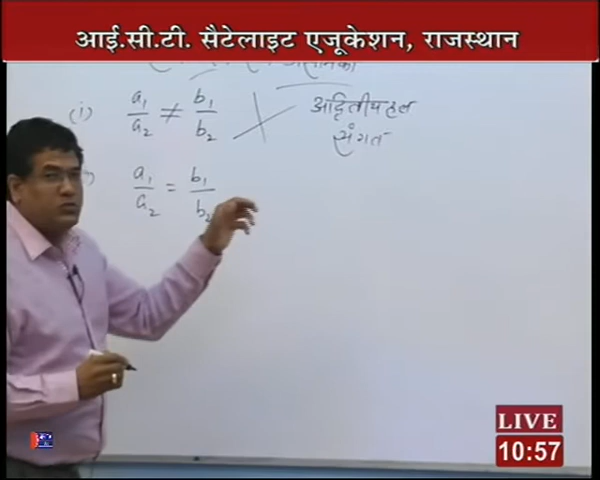 आई.सी.टी. सैटेलाइट एजूकेशन, राजस्थान
(i) a₁/a₂ ≠ b₁/b₂ अद्वितीय हल
संगत
a₁/a₂ = b₁/b₂
LIVE
10:57